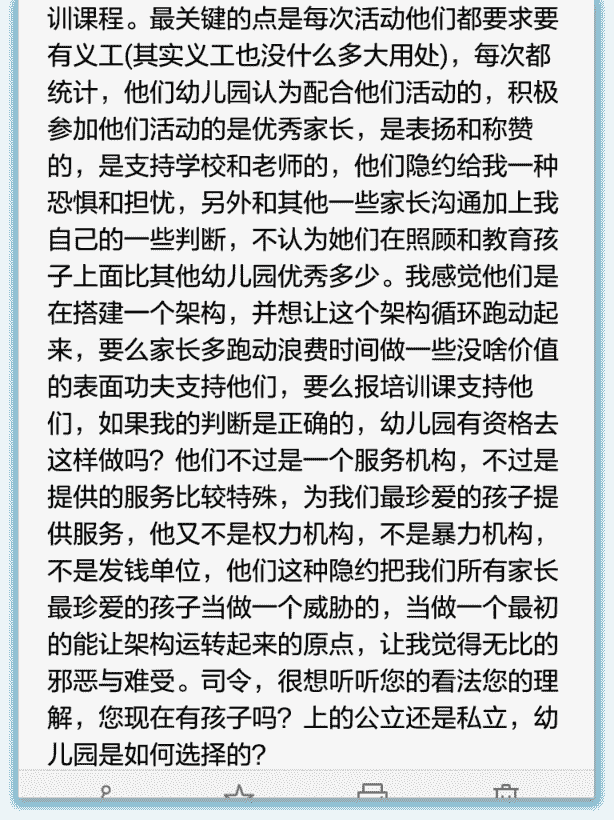 训课程。最关键的点是每次活动他们都要求要
有义工(其实义工也没什么多大用处)，每次都
统计，他们幼儿园认为配合他们活动的，积极
参加他们活动的是优秀家长，是表扬和称赞
的，是支持学校和老师的，他们隐约给我一种
恐惧和担忧，另外和其他一些家长沟通加上我
自己的一些判断，不认为她们在照顾和教育孩
子上面比其他幼儿园优秀多少。我感觉他们是
在搭建一个架构，并想让这个架构循环跑动起
来，要么家长多跑动浪费时间做一些没啥价值
的表面功夫支持他们，要么报培训课支持他
们，如果我的判断是正确的，幼儿园有资格去
这样做吗？他们不过是一个服务机构，不过是
提供的服务比较特殊，为我们最珍爱的孩子提
供服务，他又不是权力机构，不是暴力机构，
不是发钱单位，他们这种隐约把我们所有家长
最珍爱的孩子当做一个威胁的，当做一个最初
的能让架构运转起来的原点，让我觉得无比的
邪恶与难受。司令，很想听听您的看法您的理
解，您现在有孩子吗？上的公立还是私立，幼
儿园是如何选择的？